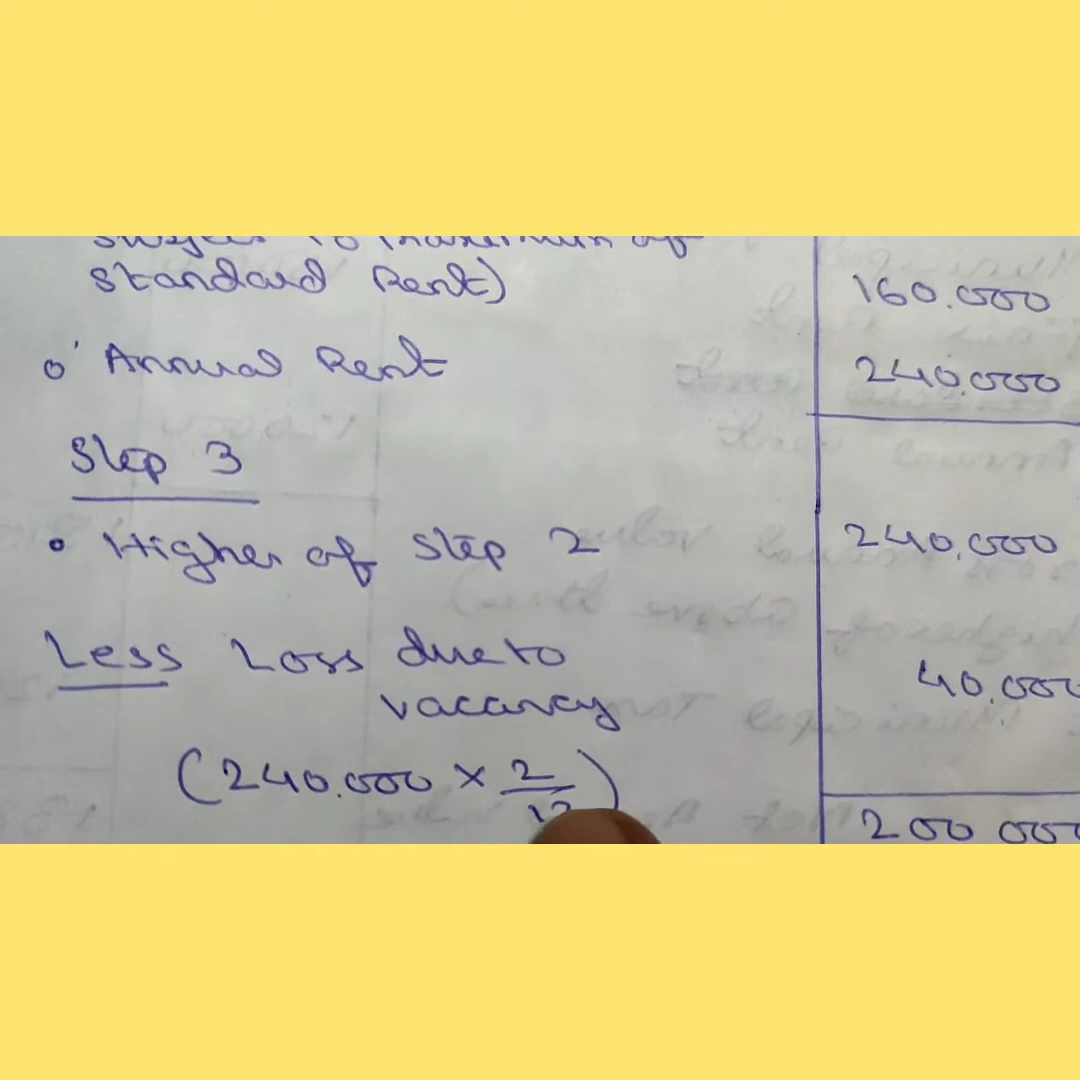 Standard Rent) 160.000
Annual Rent 240.000
Step 3
• Higher of Step 2 240.000
Less Loss due to
vacancy 40.000
(240.000 × 2/12)
200 000